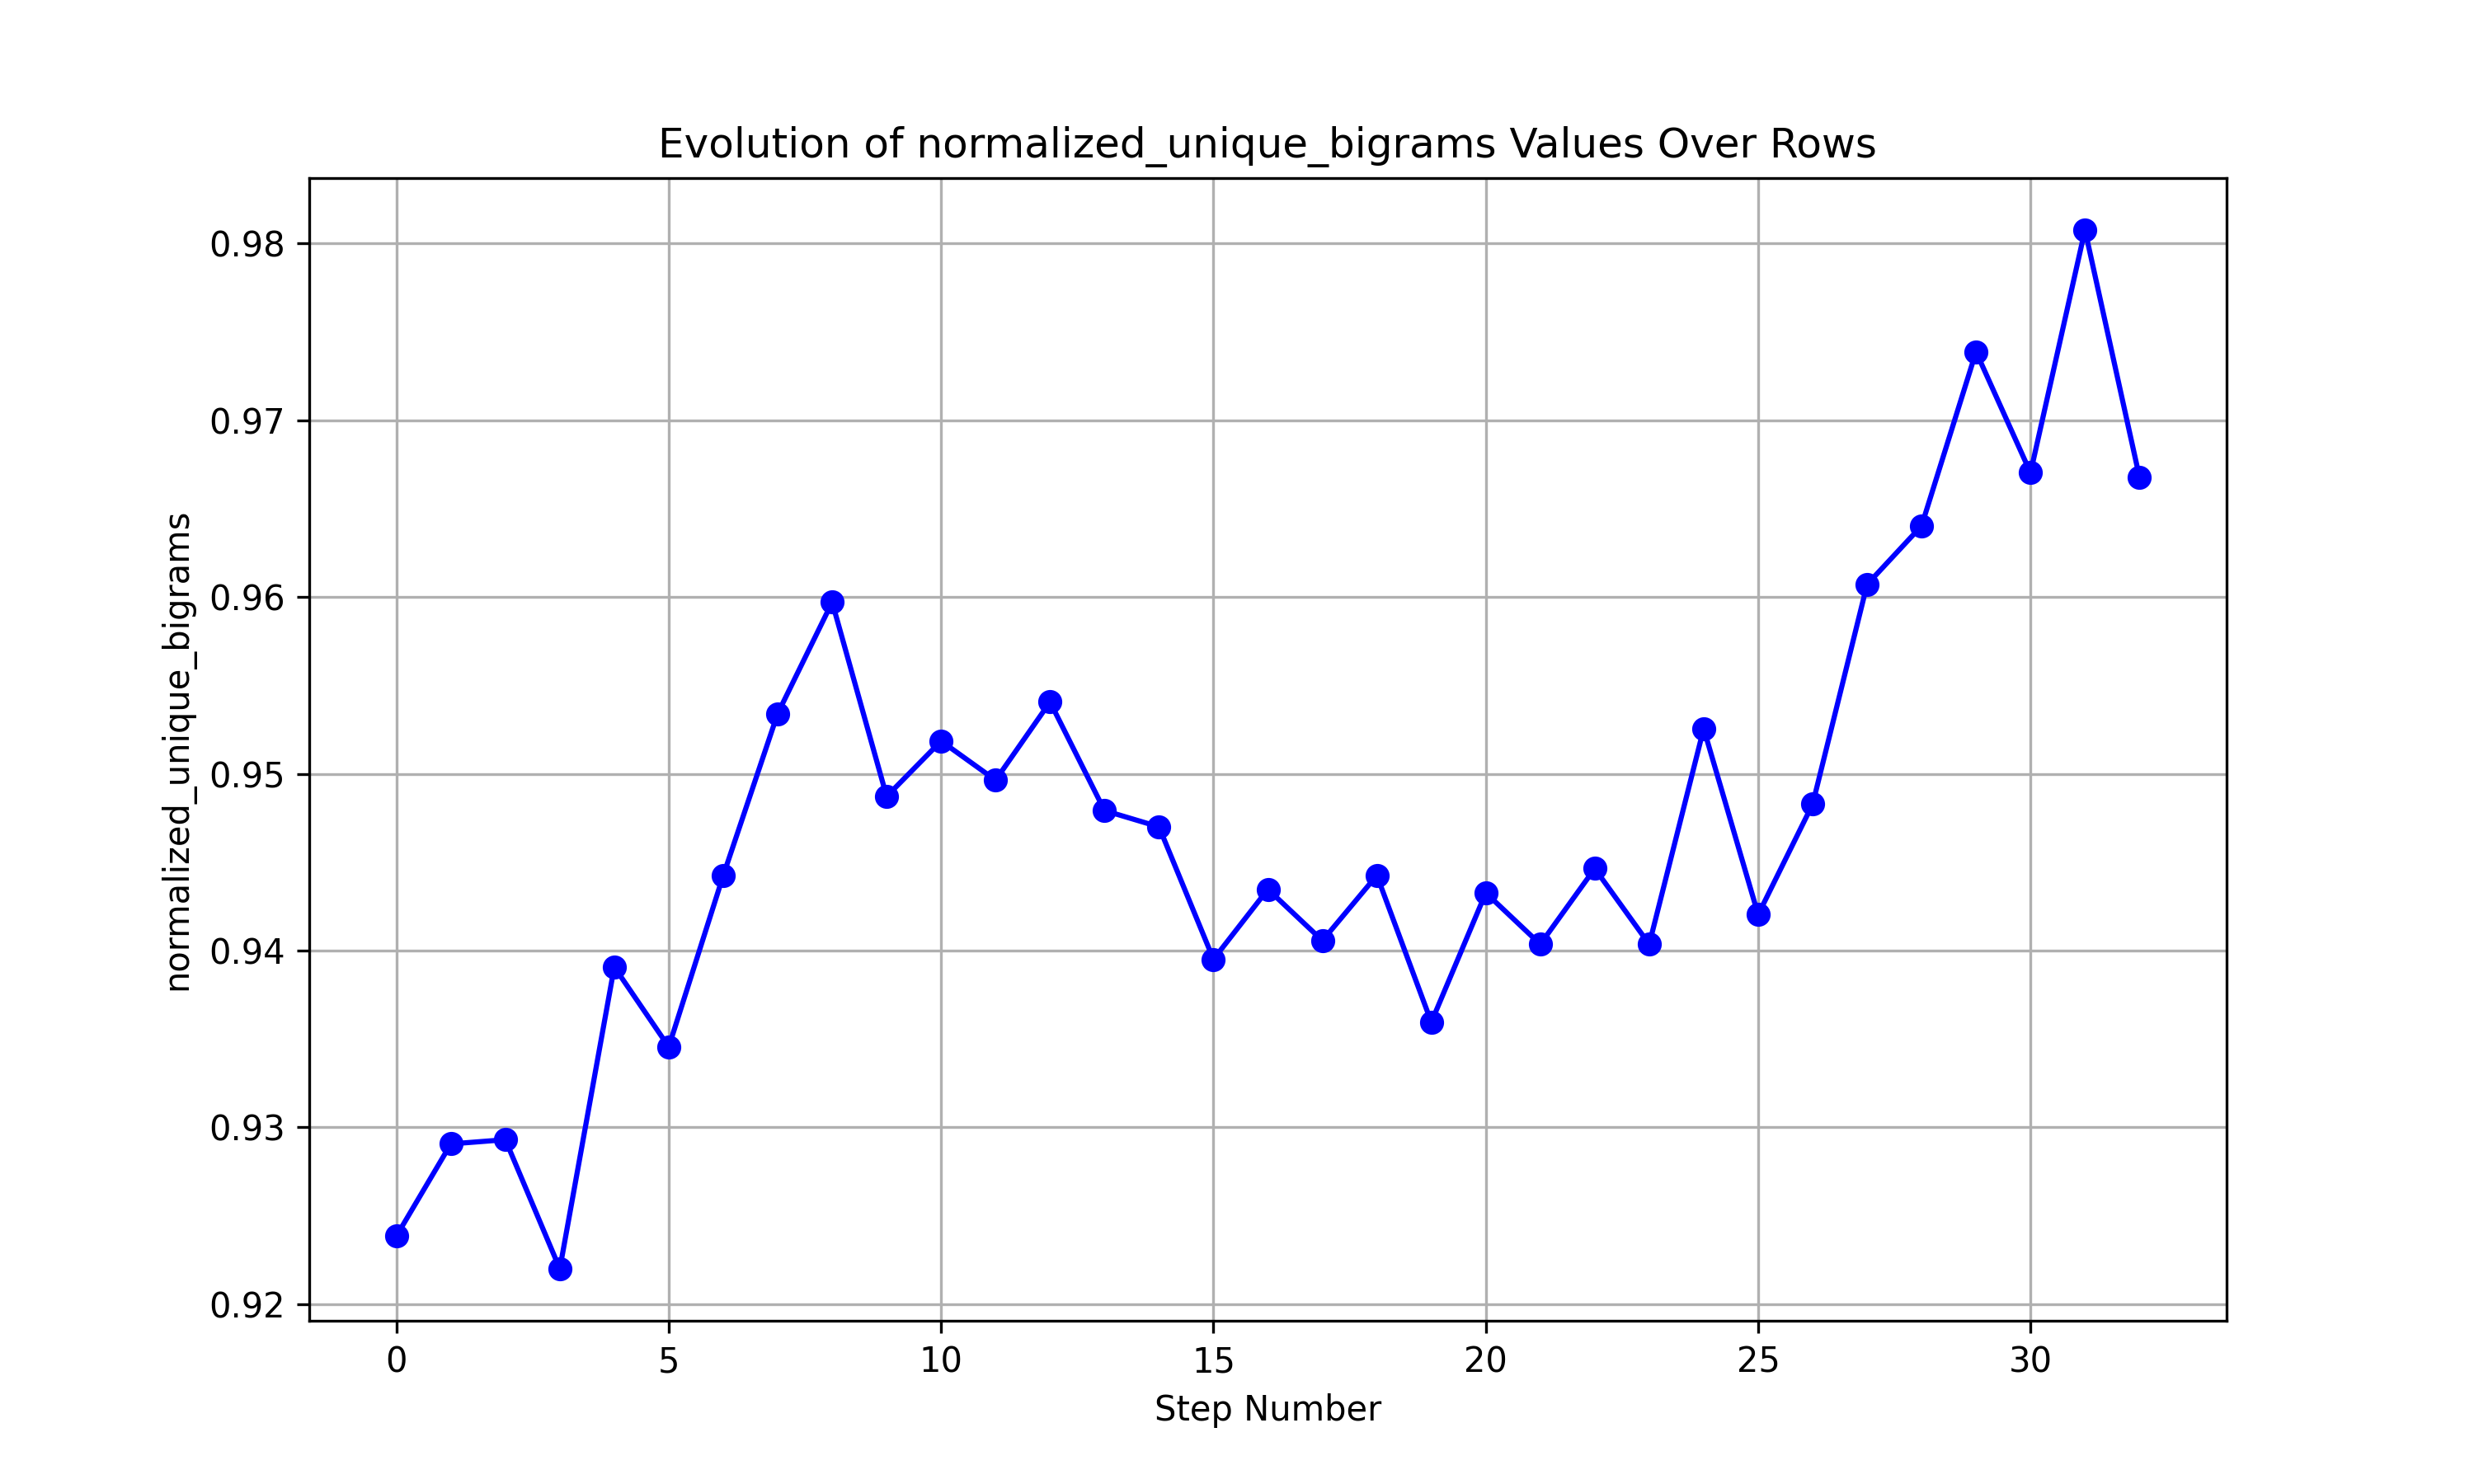 Evolution of normalized_unique_bigrams Values Over Rows
normalized_unique_bigrams
0.98
0.97
0.96
0.95
0.94
0.93
0.92
0 5 10 15 20 25 30
Step Number